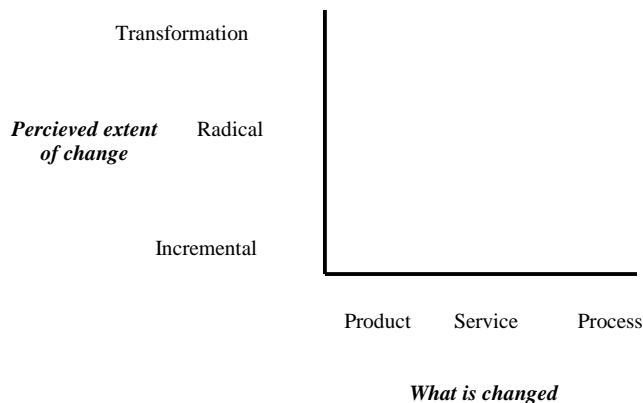 Transformation
Percieved extent
of change
Radical
Incremental
Product Service Process
What is changed